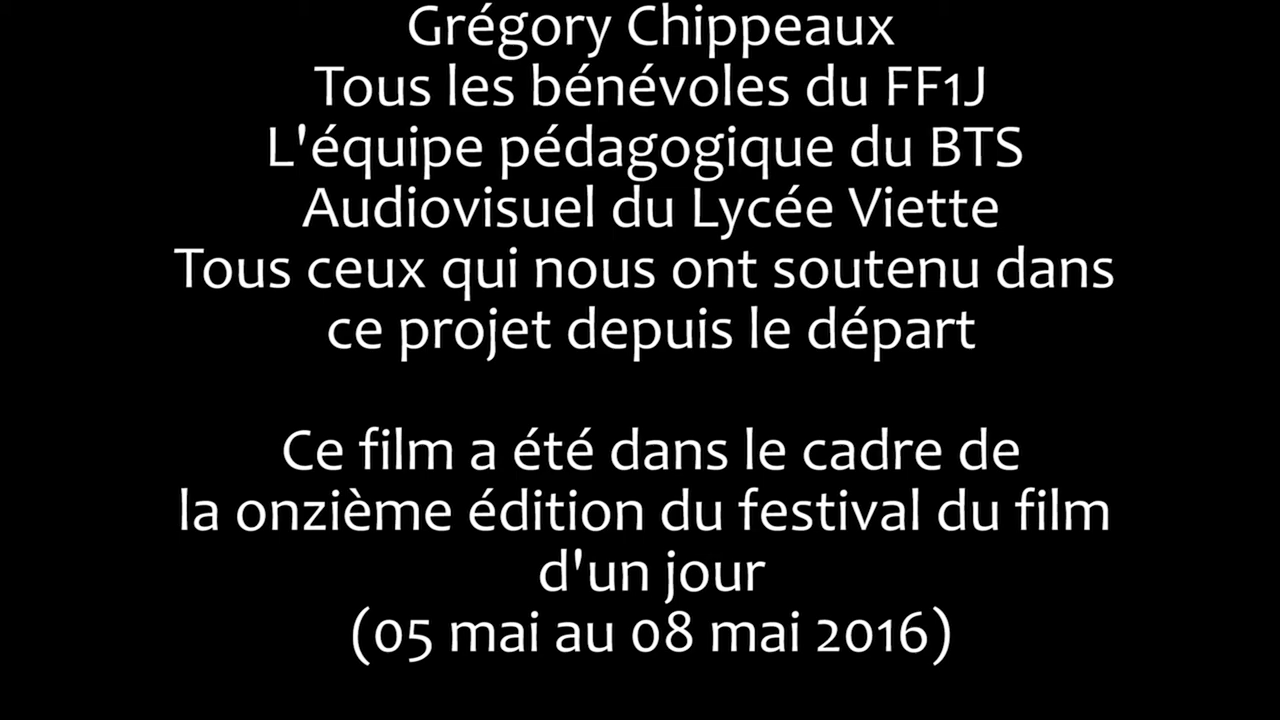 Grégory Chippeaux
Tous les bénévoles du FF1J
L'équipe pédagogique du BTS
Audiovisuel du Lycée Viette
Tous ceux qui nous ont soutenu dans
ce projet depuis le départ
Ce film a été dans le cadre de
la onzième édition du festival du film
d'un jour
(05 mai au 08 mai 2016)